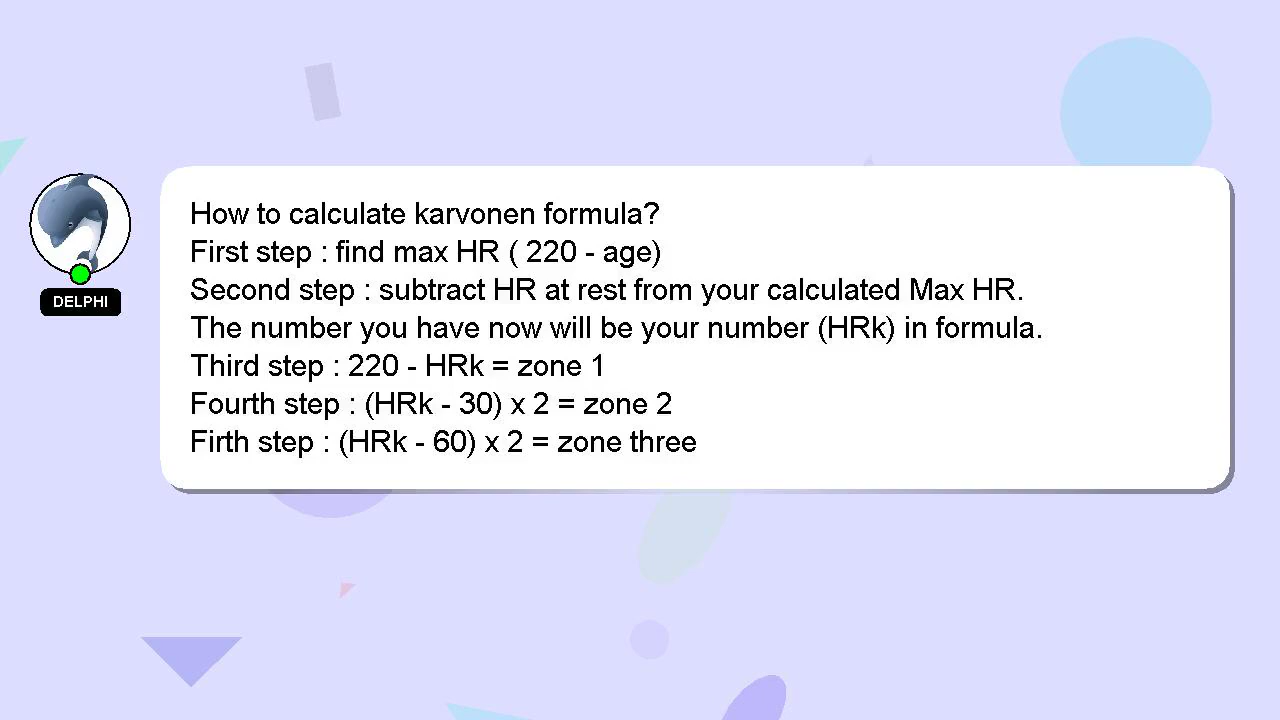 How to calculate karvonen formula?
First step : find max HR ( 220 - age)
Second step : subtract HR at rest from your calculated Max HR.
The number you have now will be your number (HRk) in formula.
Third step : 220 - HRk = zone 1
Fourth step : (HRk - 30) x 2 = zone 2
Firth step : (HRk - 60) x 2 = zone three
DELPHI